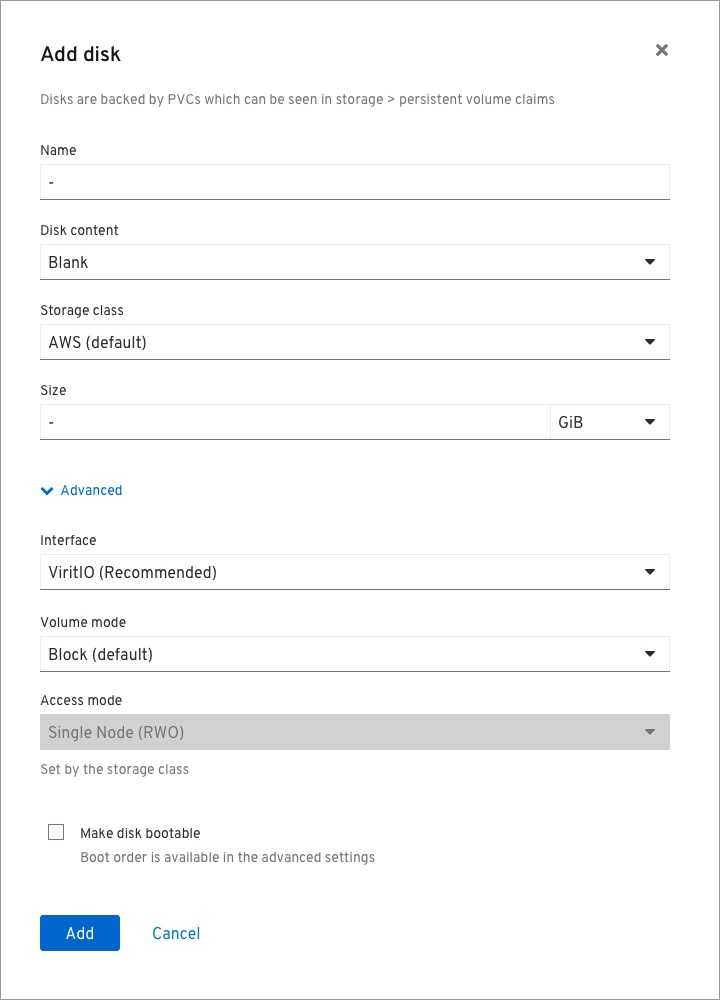 Add disk
Disks are backed by PVCs which can be seen in storage > persistent volume claims
Name
-
Disk content
Blank
Storage class
AWS (default)
Size
-
GiB
Advanced
Interface
ViritIO (Recommended)
Volume mode
Block (default)
Access mode
Single Node (RWO)
Set by the storage class
Make disk bootable
Boot order is available in the advanced settings
Add
Cancel